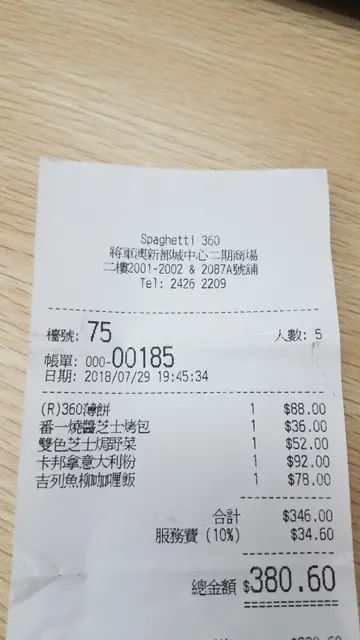 Spaghetti 360
將軍澳新都城中心二期商場
二樓2001-2002 & 2087A號舖
Tel: 2426 2209
檯號: 75 人數: 5
帳單: 000-00185
日期: 2018/07/29 19:45:34
(R)360薄餅 1 $88.00
番一燒醬芝士烤包 1 $36.00
雙色芝士焗野菜 1 $52.00
卡邦拿意大利粉 1 $92.00
吉列魚柳咖喱飯 1 $78.00
合計 $346.00
服務費 (10%) $34.60
總金額 $380.60